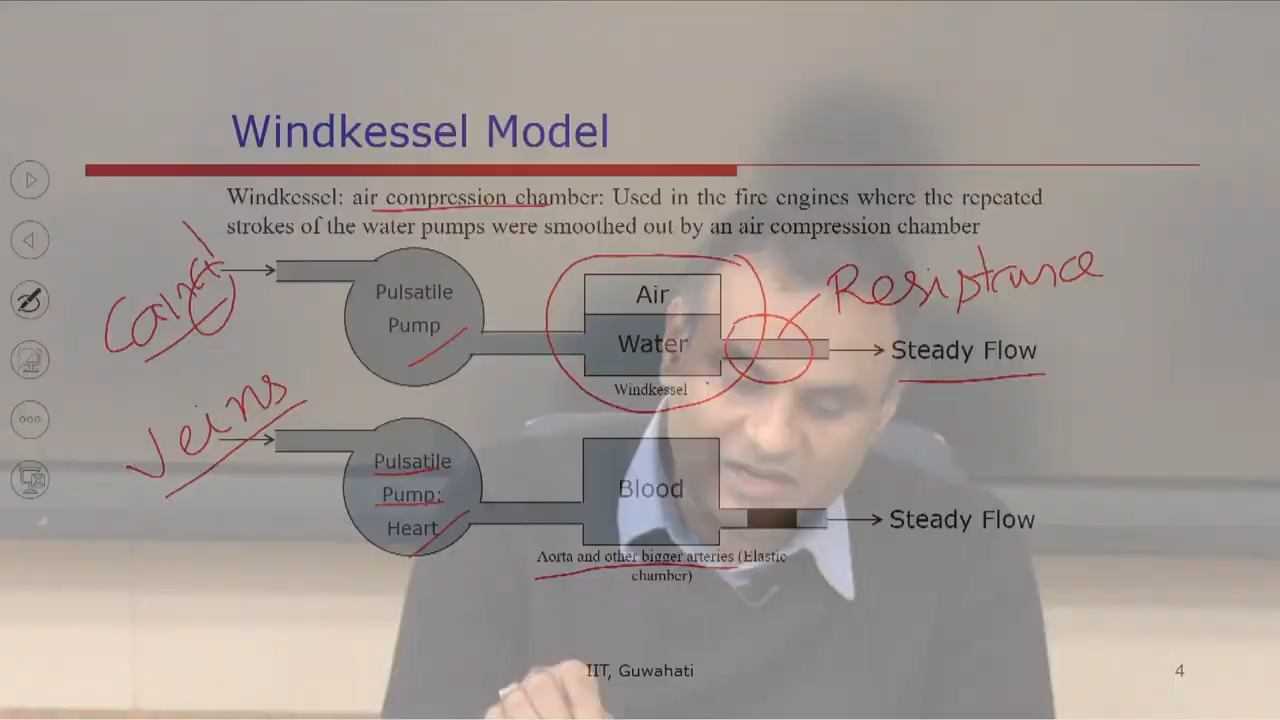 Windkessel Model
Windkessel: air compression chamber: Used in the fire engines where the repeated
strokes of the water pumps were smoothed out by an air compression chamber
Pulsatile
Pump
Air
Water
Windkessel
Resistance
Steady Flow
Veins
Pulsatile
Pump:
Heart
Blood
Aorta and other bigger arteries (Elastic
chamber)
Steady Flow
IIT, Guwahati
4